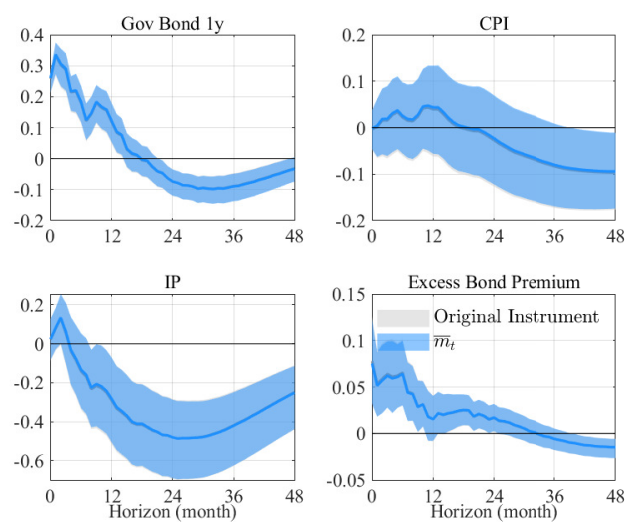 Gov Bond 1y
0.4
0.3
0.2
0.1
0
-0.1
-0.2
0 12 24 36 48
CPI
0.2
0.1
0
-0.1
-0.2
0 12 24 36 48
Horizon (month)
IP
0.2
0
-0.2
-0.4
-0.6
0 12 24 36 48
Horizon (month)
Excess Bond Premium
0.15
0.1
0.05
0
-0.05
Original Instrument
m̅t
0 12 24 36 48
Horizon (month)